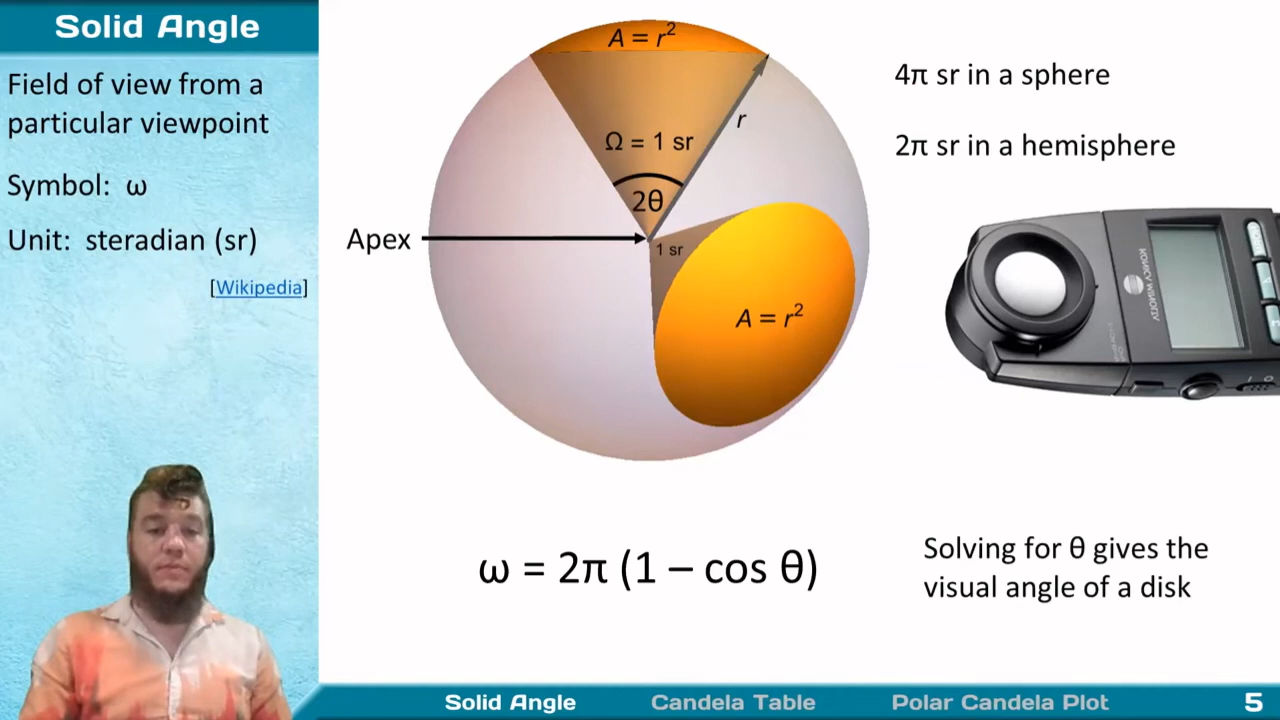 Solid Angle
Field of view from a
particular viewpoint
Symbol: ω
Unit: steradian (sr)
[Wikipedia]
A = r²
Ω = 1 sr
r
2θ
Apex
1 sr
A = r²
4π sr in a sphere
2π sr in a hemisphere
KONICA MINOLTA
ω = 2π (1 – cos θ)
Solving for θ gives the
visual angle of a disk
Solid Angle
Candela Table
Polar Candela Plot
5